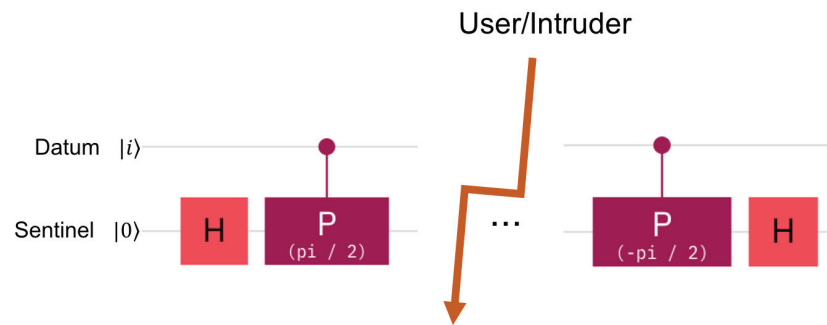 User/Intruder
Datum |i⟩
Sentinel |0⟩ H P ... P H
(pi / 2) (-pi / 2)